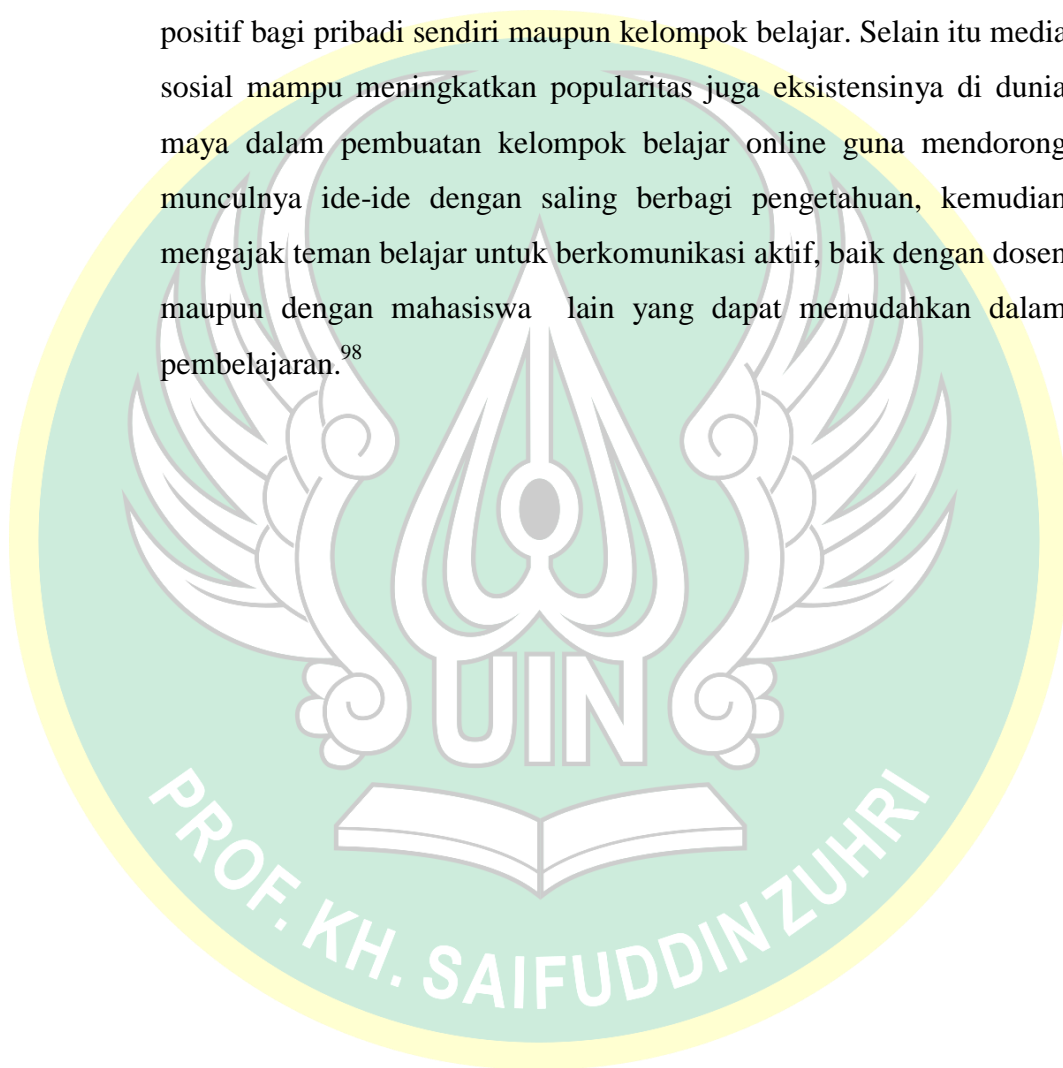 positif bagi pribadi sendiri maupun kelompok belajar. Selain itu media
sosial mampu meningkatkan popularitas juga eksistensinya di dunia
maya dalam pembuatan kelompok belajar online guna mendorong
munculnya ide-ide dengan saling berbagi pengetahuan, kemudian
mengajak teman belajar untuk berkomunikasi aktif, baik dengan dosen
maupun dengan mahasiswa lain yang dapat memudahkan dalam
pembelajaran.98
UIN
PROF. KH. SAIFUDDIN ZUHRI